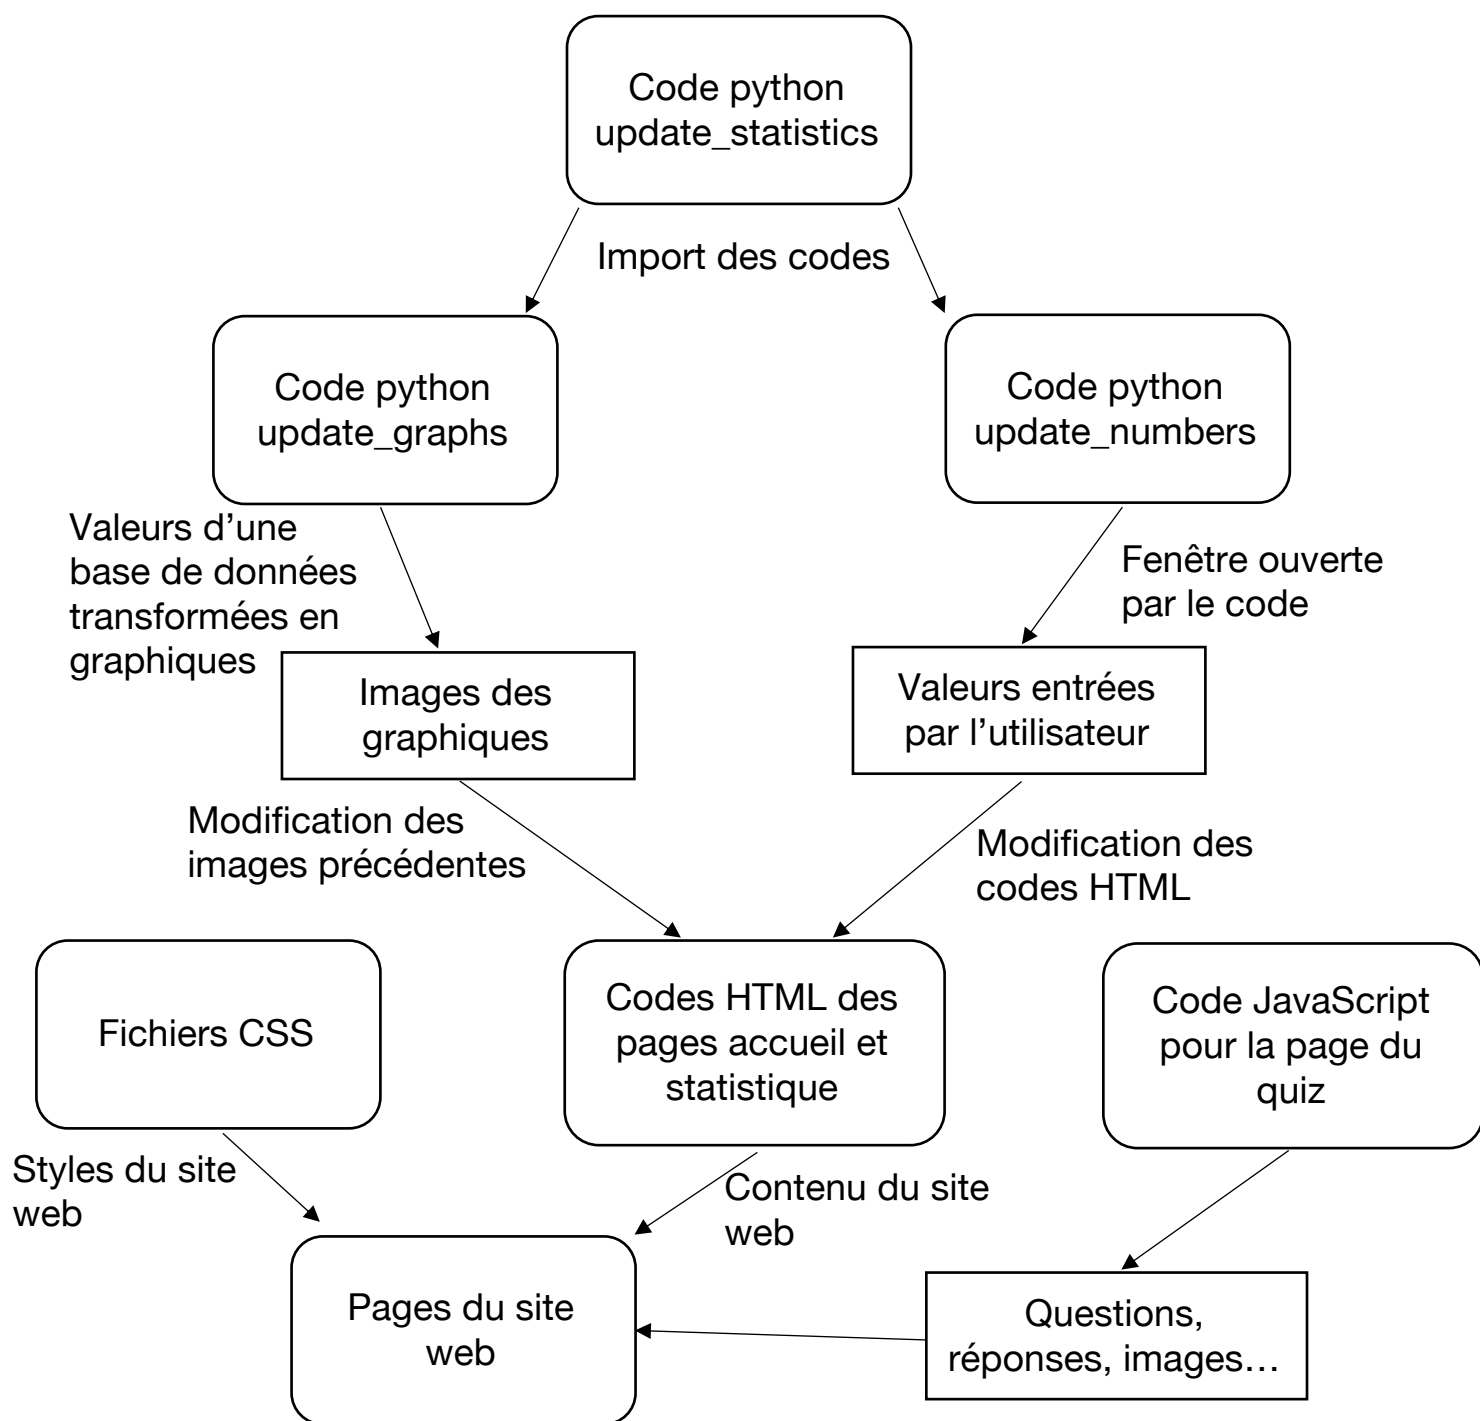 Code python
update_statistics
Import des codes
Code python
update_graphs
Code python
update_numbers
Valeurs d’une
base de données
transformées en
graphiques
Fenêtre ouverte
par le code
Images des
graphiques
Valeurs entrées
par l’utilisateur
Modification des
images précédentes
Modification des
codes HTML
Fichiers CSS
Codes HTML des
pages accueil et
statistique
Code JavaScript
pour la page du
quiz
Styles du site
web
Contenu du site
web
Pages du site
web
Questions,
réponses, images…